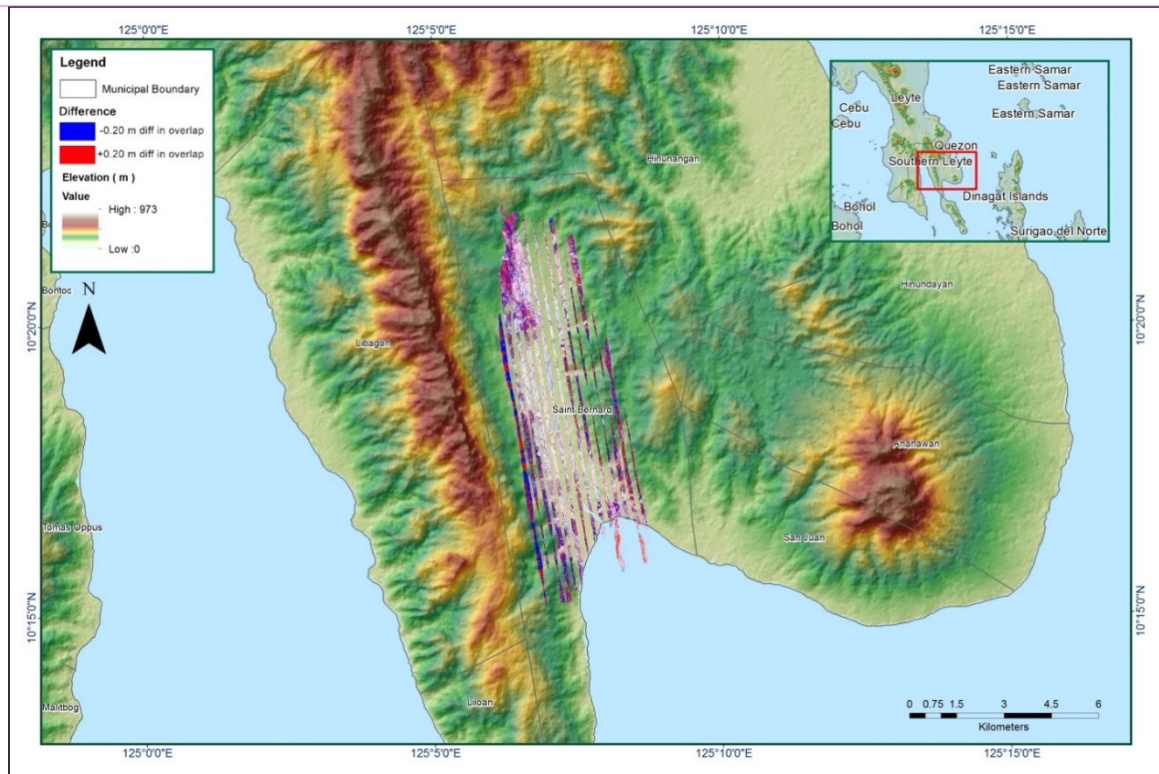 125°0'0"E
125°5'0"E
125°10'0"E
125°15'0"E
Legend
Municipal Boundary
Difference
-0.20 m diff in overlap
+0.20 m diff in overlap
Elevation ( m )
Value
High : 973
Low :0
Eastern Samar
Eastern Samar
Eastern Samar
Leyte
Cebu
Cebu
Quezon
Southern Leyte
Dinagat Islands
Bohol
Bohol
Surigao del Norte
Hinunangan
Hinundayan
Bontoc
N
10°20'0"N
10°20'0"N
Libagon
Saint Bernard
Ananawan
Tomas Oppus
San Juan
10°15'0"N
10°15'0"N
Liloan
Malitbog
0 0.75 1.5 3 4.5 6
Kilometers
125°0'0"E
125°5'0"E
125°10'0"E
125°15'0"E